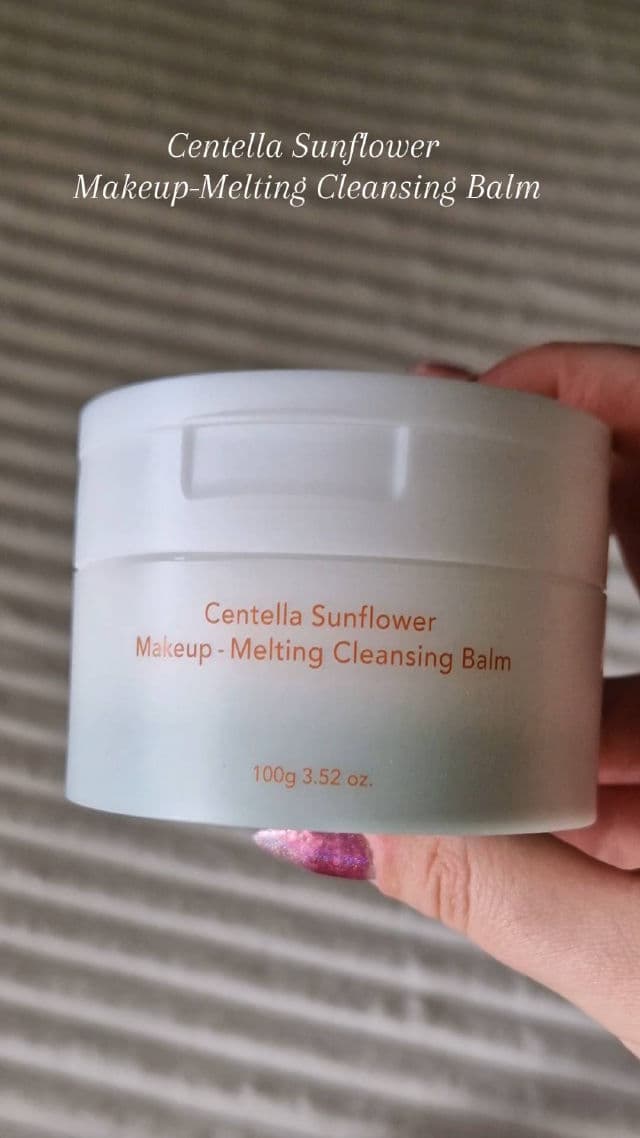 Centella Sunflower
Makeup-Melting Cleansing Balm
Centella Sunflower
Makeup - Melting Cleansing Balm
100g 3.52 oz.